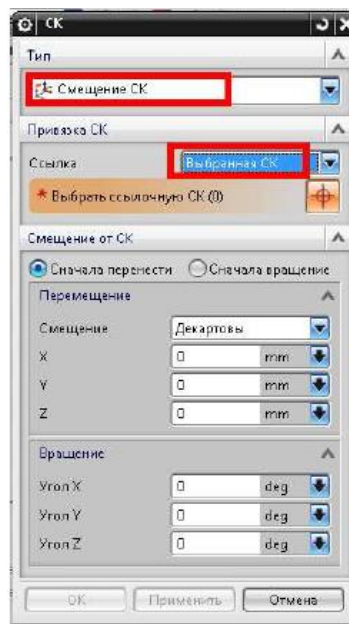 СК
Тип
Смещение СК
Привязка СК
Ссылка Выбранная СК
* Выбрать ссылочную СК (0)
Смещение от СК
Сначала перенести Сначала вращение
Перемещение
Смещение Декартовы
X 0 mm
Y 0 mm
Z 0 mm
Вращение
Угол X 0 deg
Угол Y 0 deg
Угол Z 0 deg
OK Применить Отмена